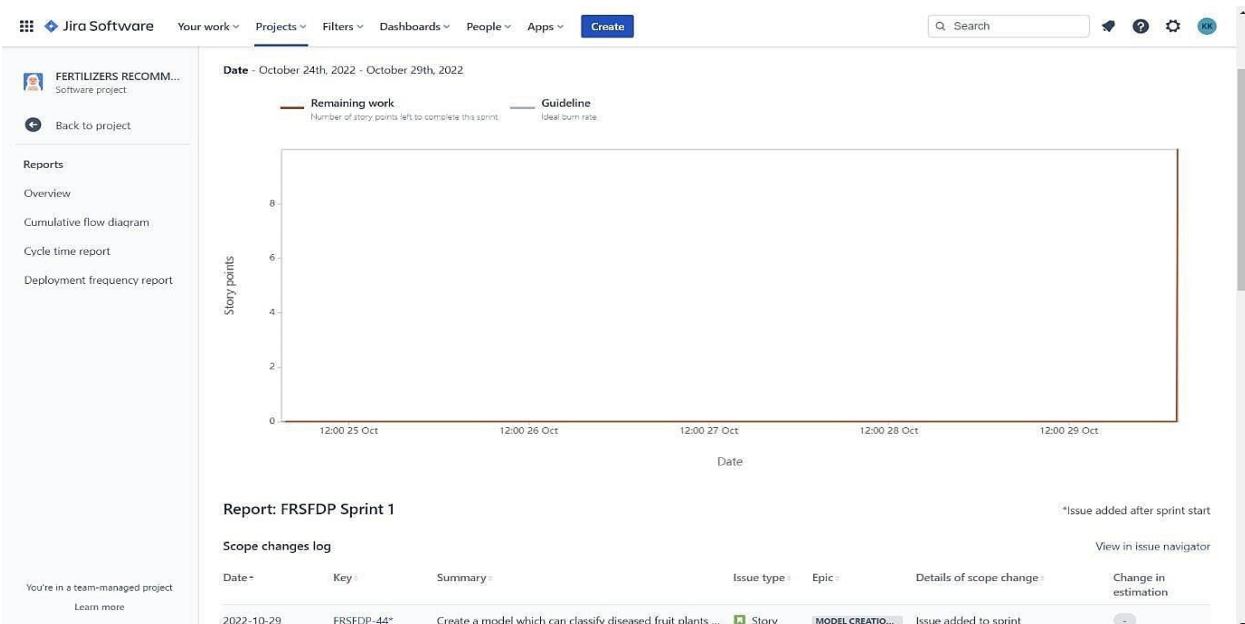 Jira Software Your work Projects Filters Dashboards People Apps Create Search KK
FERTILIZERS RECOMM...
Software project
Back to project
Reports
Overview
Cumulative flow diagram
Cycle time report
Deployment frequency report
You're in a team-managed project
Learn more
Date - October 24th, 2022 - October 29th, 2022
Remaining work
Number of story points left to complete this sprint
Guideline
Ideal burn rate
Story points
8
6
4
2
0
12:00 25 Oct 12:00 26 Oct 12:00 27 Oct 12:00 28 Oct 12:00 29 Oct
Date
Report: FRSFDP Sprint 1
*Issue added after sprint start
Scope changes log
View in issue navigator
Date Key Summary Issue type Epic Details of scope change Change in estimation
2022-10-29 FRSFDP-44* Create a model which can classify diseased fruit plants ... Story MODEL CREATIO... Issue added to sprint -